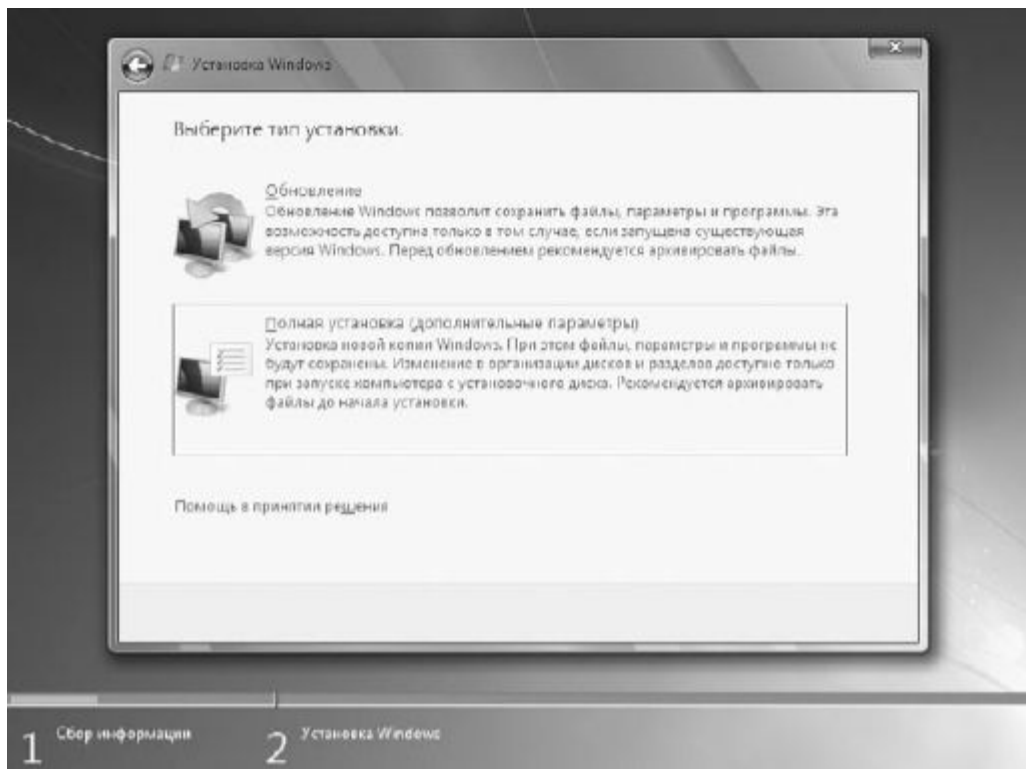 Установка Windows
Выберите тип установки.
Обновление
Обновление Windows позволит сохранить файлы, параметры и программы. Эта
возможность доступна только в том случае, если запущена существующая
версия Windows. Перед обновлением рекомендуется архивировать файлы.
Полная установка (дополнительные параметры)
Установка новой копии Windows. При этом файлы, параметры и программы не
будут сохранены. Изменение в организации дисков и разделов доступно только
при запуске компьютера с установочного диска. Рекомендуется архивировать
файлы до начала установки.
Помощь в принятии решения
1 Сбор информации
2 Установка Windows